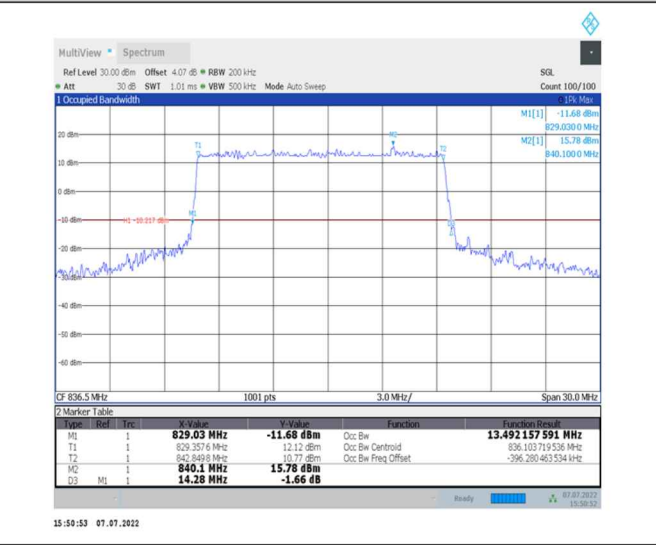 MultiView Spectrum
Ref Level 30.00 dBm Offset 4.07 dB RBW 200 kHz SGL
Att 30 dB SWT 1.01 ms VBW 500 kHz Mode Auto Sweep Count 100/100
1 Occupied Bandwidth 1Pk Max
M1[1] -11.68 dBm
829.0300 MHz
M2[1] 15.78 dBm
840.1000 MHz
20 dBm
M2
T1 T2
10 dBm
0 dBm
M1
-10 dBm H1 -10.217 dBm
D3
-20 dBm
-30 dBm
-40 dBm
-50 dBm
-60 dBm
CF 836.5 MHz 1001 pts 3.0 MHz/ Span 30.0 MHz
2 Marker Table
Type Ref Trc X-Value Y-Value Function Function Result
M1 1 829.03 MHz -11.68 dBm Occ Bw 13.492 157 591 MHz
T1 1 829.3576 MHz 12.12 dBm Occ Bw Centroid 836.103 719 536 MHz
T2 1 842.8498 MHz 10.77 dBm Occ Bw Freq Offset -396.280 463 534 kHz
M2 1 840.1 MHz 15.78 dBm
D3 M1 1 14.28 MHz -1.66 dB
Ready 07.07.2022
15:50:52
15:50:53 07.07.2022